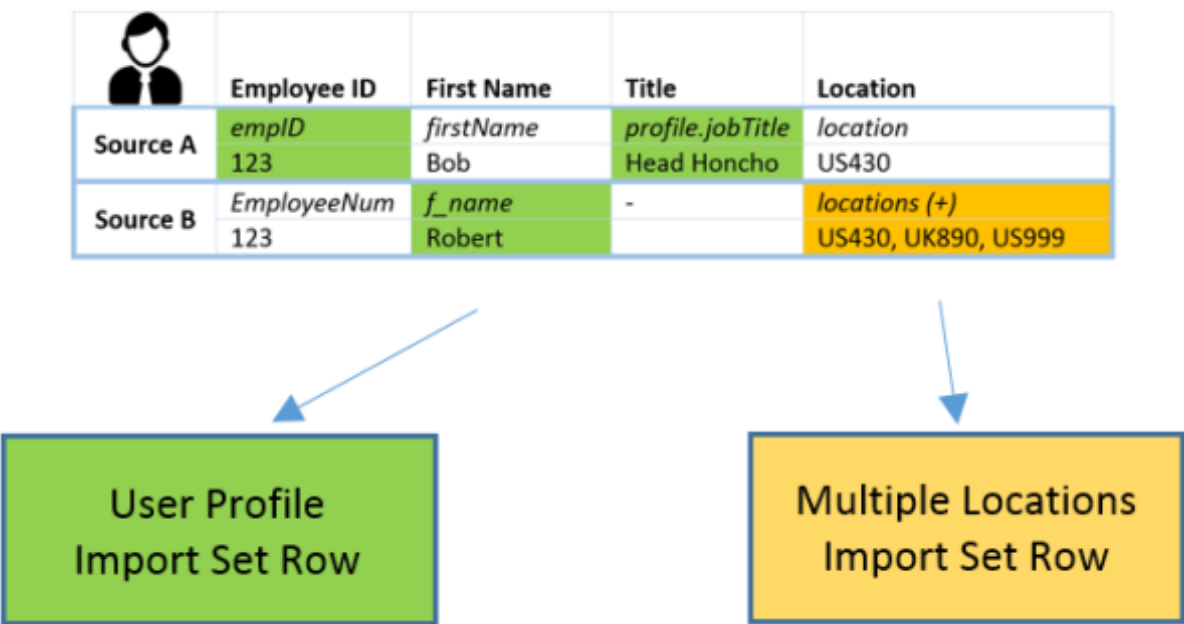 Employee ID First Name Title Location
Source A
empID firstName profile.jobTitle location
123 Bob Head Honcho US430
Source B
EmployeeNum f_name - locations (+)
123 Robert US430, UK890, US999
User Profile
Import Set Row
Multiple Locations
Import Set Row